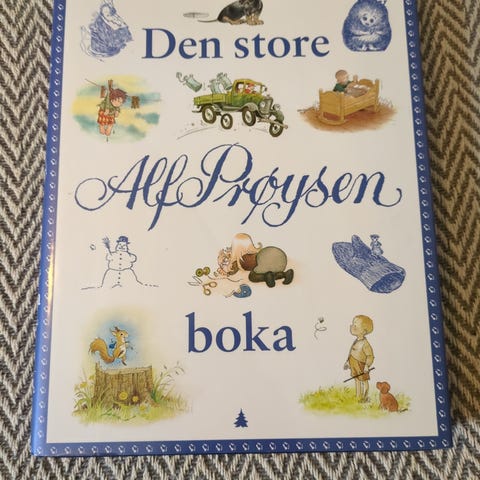 Den store
Alf Prøysen
boka